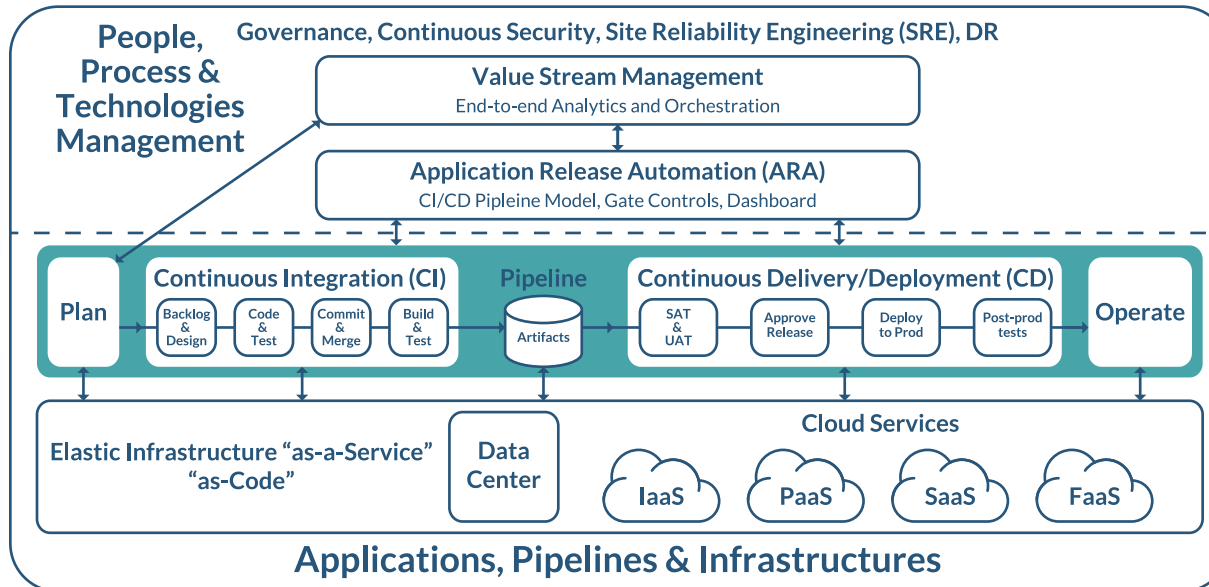 People,
Process &
Technologies
Management
Governance, Continuous Security, Site Reliability Engineering (SRE), DR
Value Stream Management
End-to-end Analytics and Orchestration
Application Release Automation (ARA)
CI/CD Pipleine Model, Gate Controls, Dashboard
Plan
Continuous Integration (CI)
Backlog
&
Design
Code
&
Test
Commit
&
Merge
Build
&
Test
Pipeline
Artifacts
Continuous Delivery/Deployment (CD)
SAT
&
UAT
Approve
Release
Deploy
to Prod
Post-prod
tests
Operate
Elastic Infrastructure “as-a-Service”
“as-Code”
Data
Center
Cloud Services
IaaS
PaaS
SaaS
FaaS
Applications, Pipelines & Infrastructures